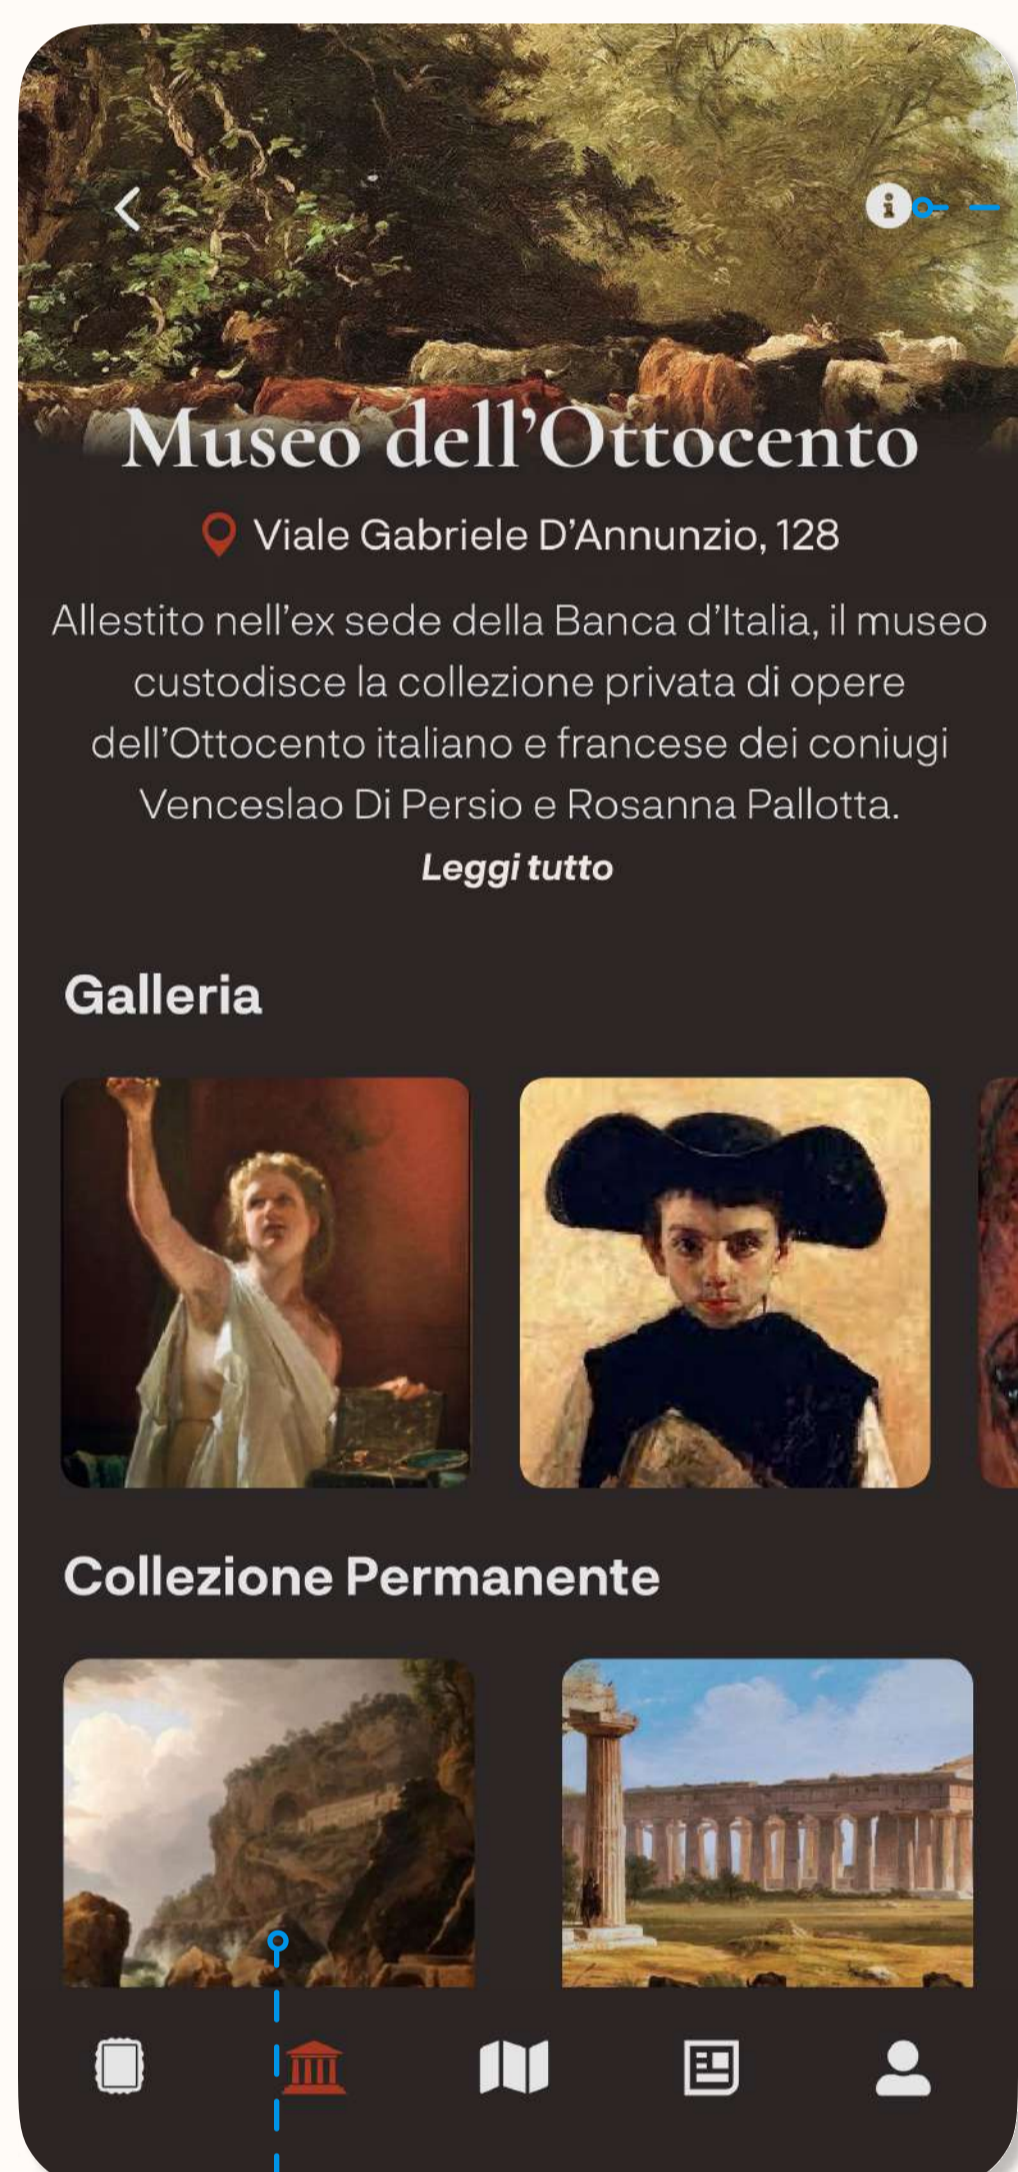 Museo dell’Ottocento
Viale Gabriele D’Annunzio, 128
Allestito nell’ex sede della Banca d’Italia, il museo
custodisce la collezione privata di opere
dell’Ottocento italiano e francese dei coniugi
Venceslao Di Persio e Rosanna Pallotta.
Leggi tutto
Galleria
Collezione Permanente